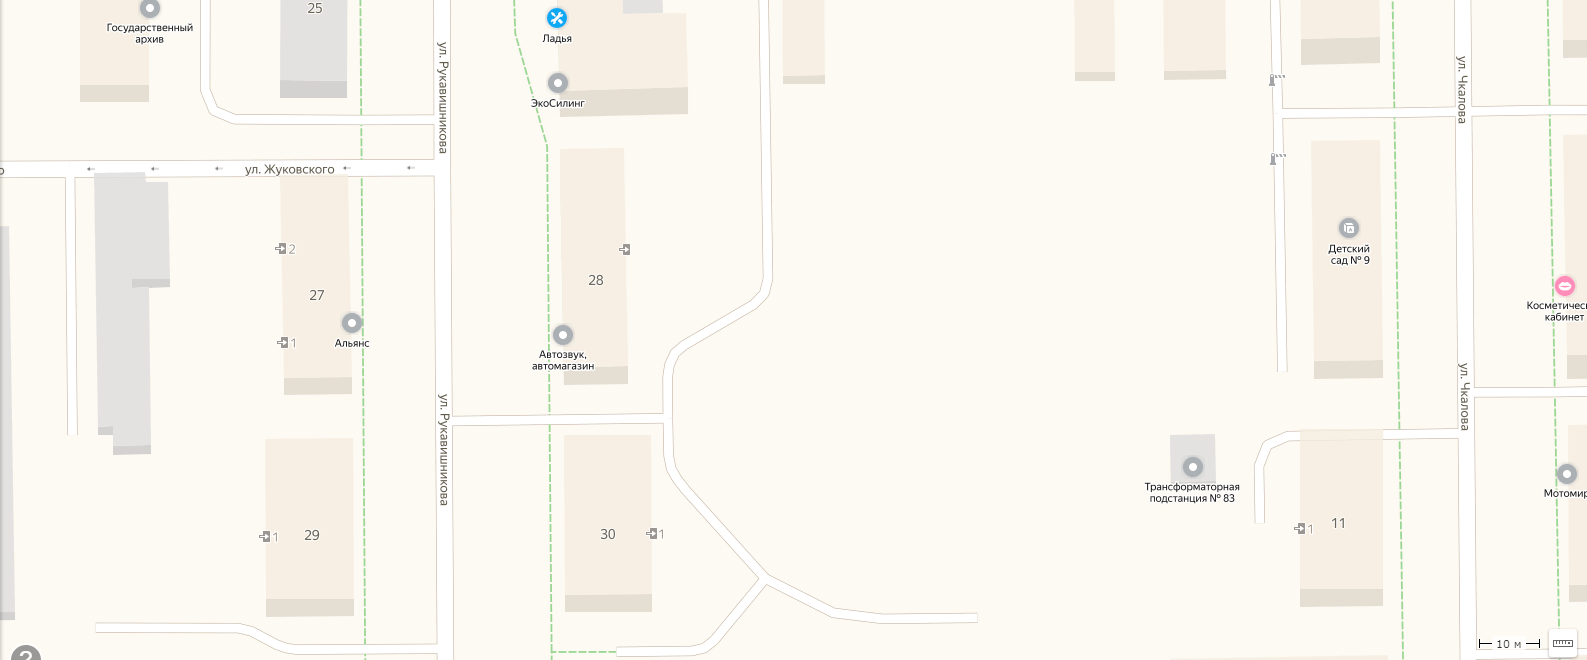 25
Государственный
архив
Ладья
ЭкоСилинг
ул. Рукавишникова
ул. Чкалова
ул. Жуковского
2
27
1
Альянс
28
Автозвук,
автомагазин
Детский
сад № 9
кабинет
ул. Рукавишникова
ул. Чкалова
Трансформаторная
подстанция № 83
1
29
30
1
1
11
10 м